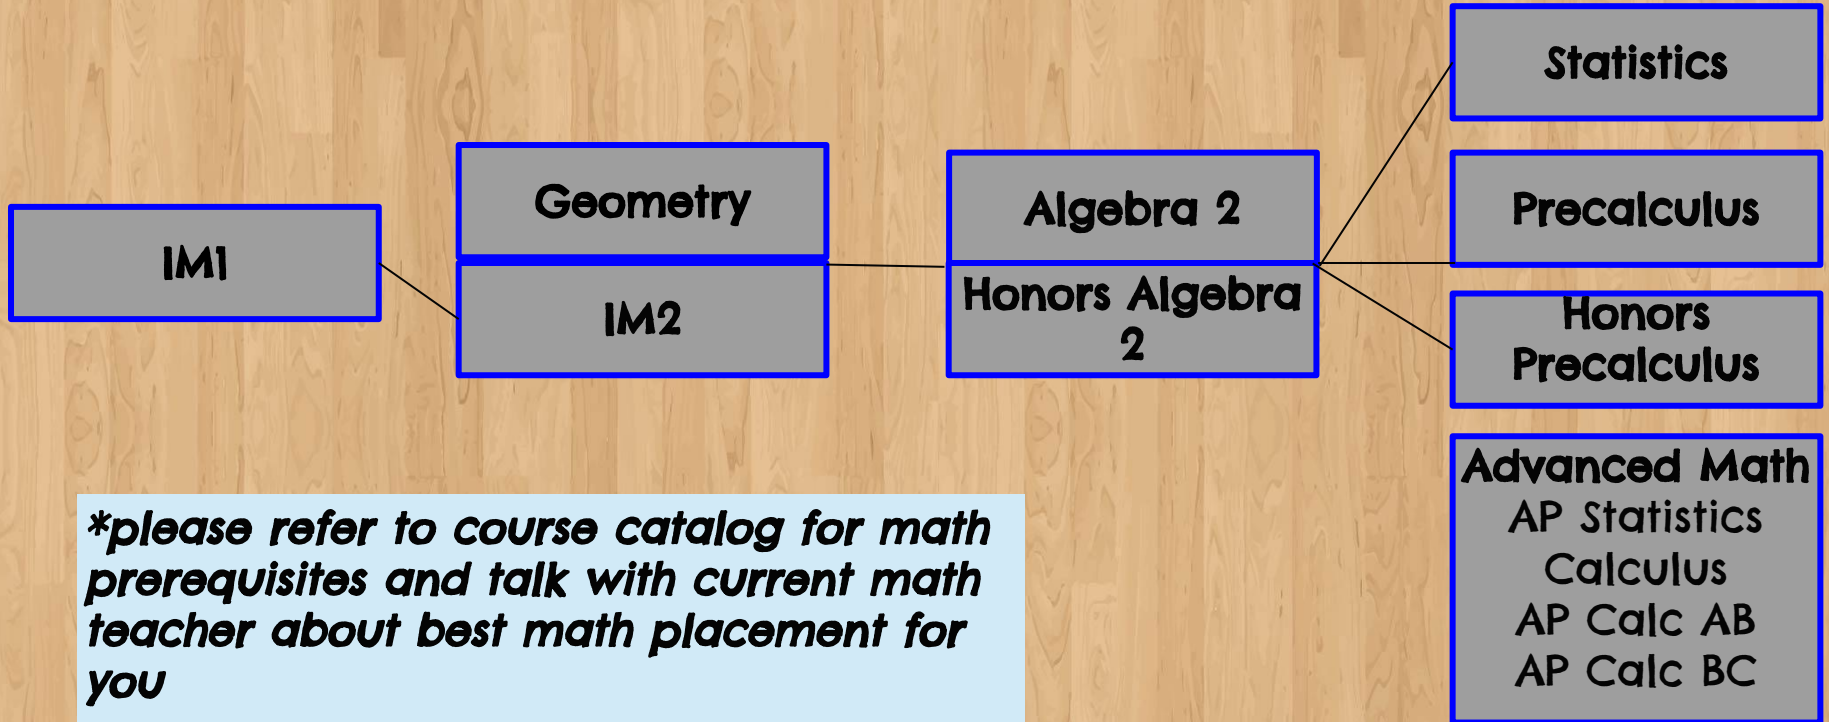 IM1
Geometry
IM2
Algebra 2
Honors Algebra
2
Statistics
Precalculus
Honors
Precalculus
Advanced Math
AP Statistics
Calculus
AP Calc AB
AP Calc BC
*please refer to course catalog for math
prerequisites and talk with current math
teacher about best math placement for
you